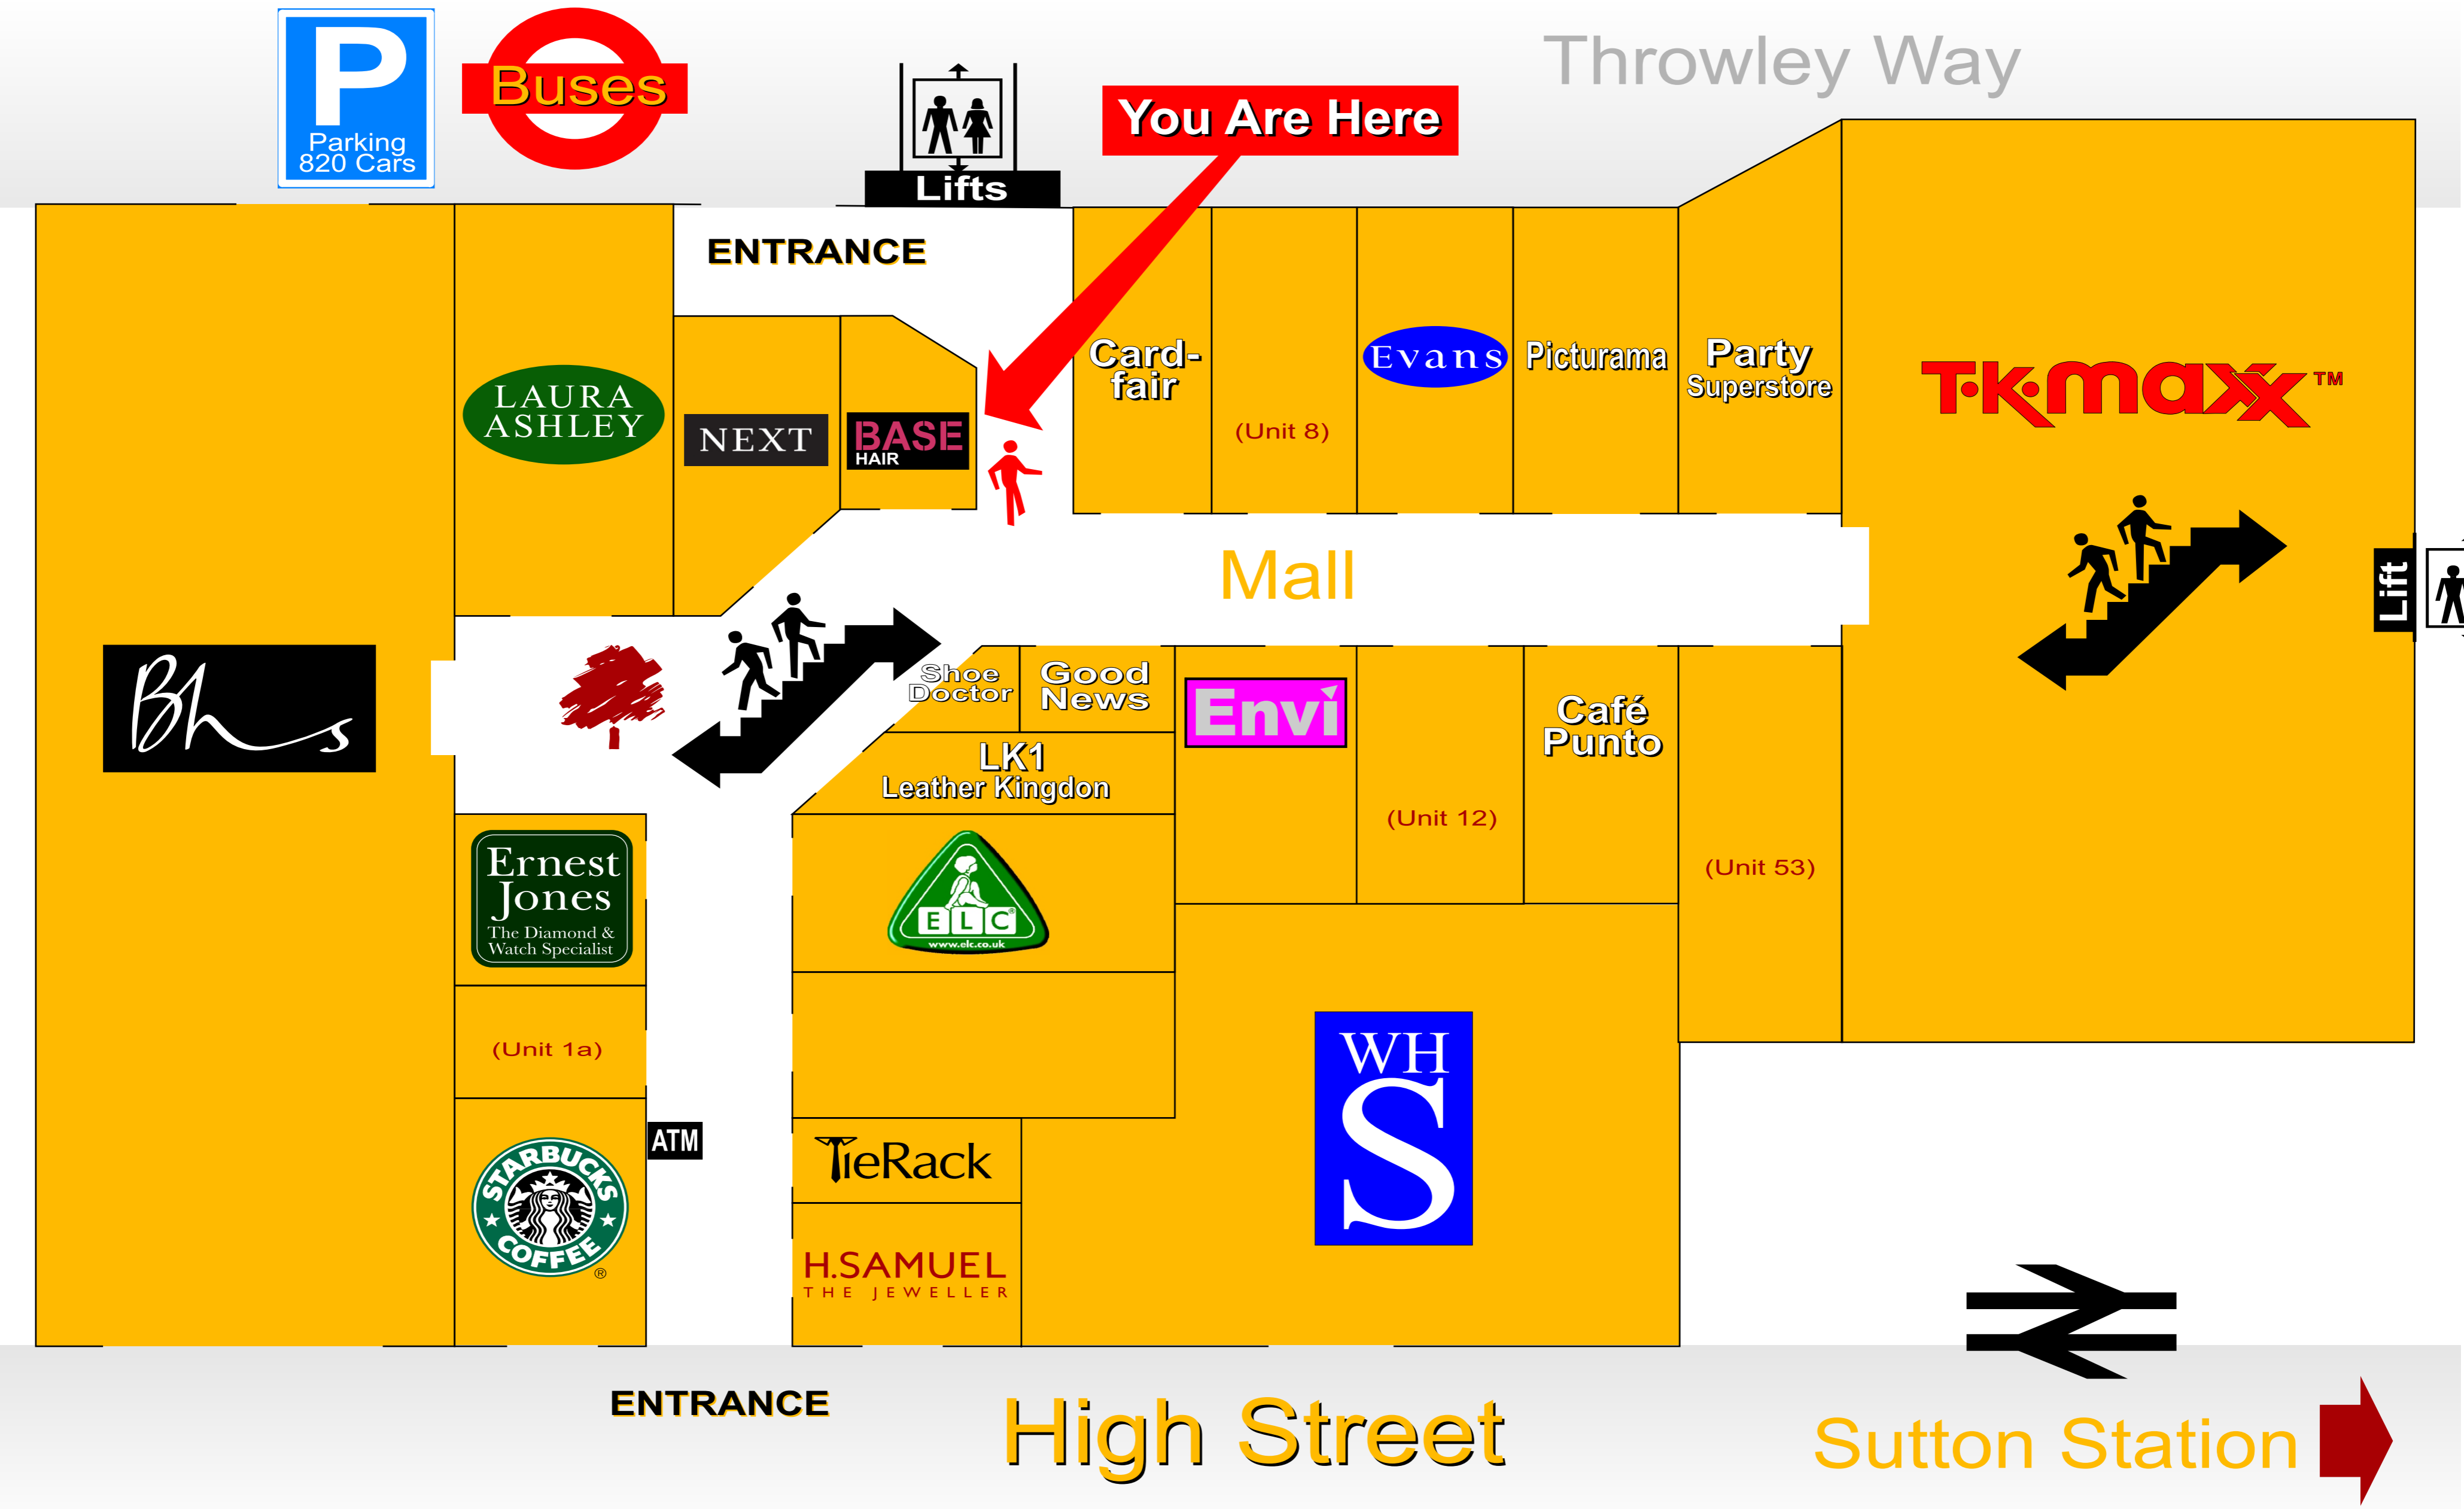 P
Parking
820 Cars
Buses
Lifts
You Are Here
Throwley Way
ENTRANCE
LAURA
ASHLEY
NEXT
BASE
HAIR
Card-
fair
(Unit 8)
Evans
Picturama
Party
Superstore
T·K·maxx™
Mall
Lift
Bhs
Shoe
Doctor
Good
News
Envi
Café
Punto
LK1
Leather Kingdon
(Unit 12)
(Unit 53)
Ernest
Jones
The Diamond &
Watch Specialist
ELC®
www.elc.co.uk
(Unit 1a)
WH
S
ATM
TieRack
STARBUCKS
COFFEE
®
H.SAMUEL
THE JEWELLER
ENTRANCE
High Street
Sutton Station